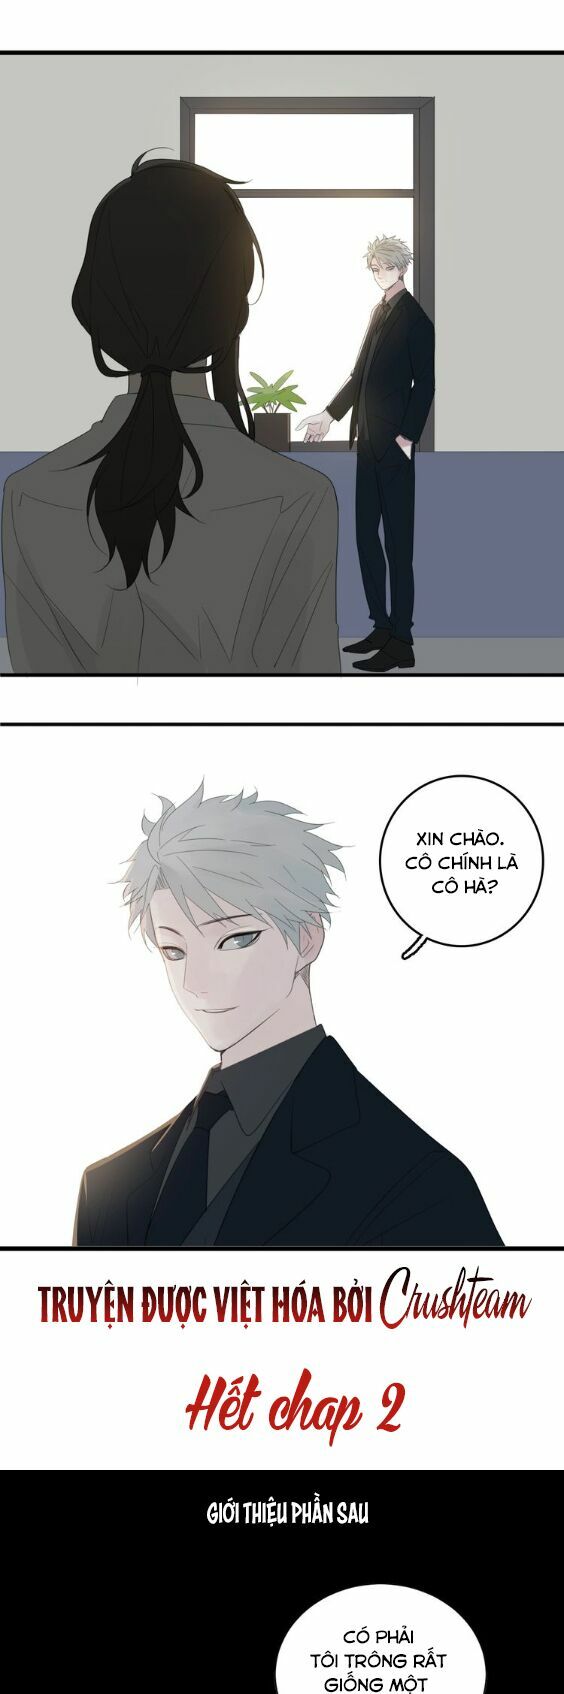 XIN CHÀO.
CÔ CHÍNH LÀ
CÔ HÀ?
TRUYỆN ĐƯỢC VIỆT HÓA BỞI Crushteam
Hết chap 2
GIỚI THIỆU PHẦN SAU
CÓ PHẢI
TÔI TRÔNG RẤT
GIỐNG MỘT